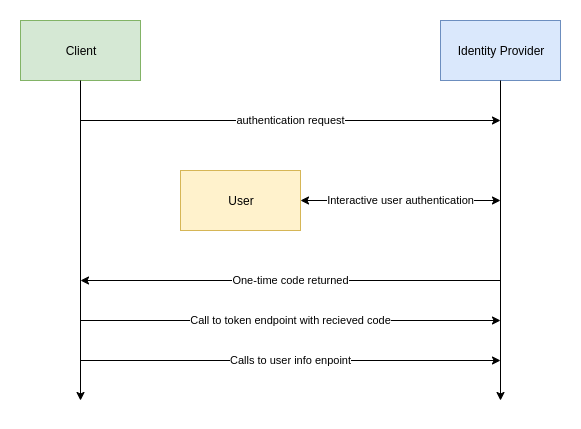 Client
Identity Provider
authentication request
User
Interactive user authentication
One-time code returned
Call to token endpoint with recieved code
Calls to user info enpoint